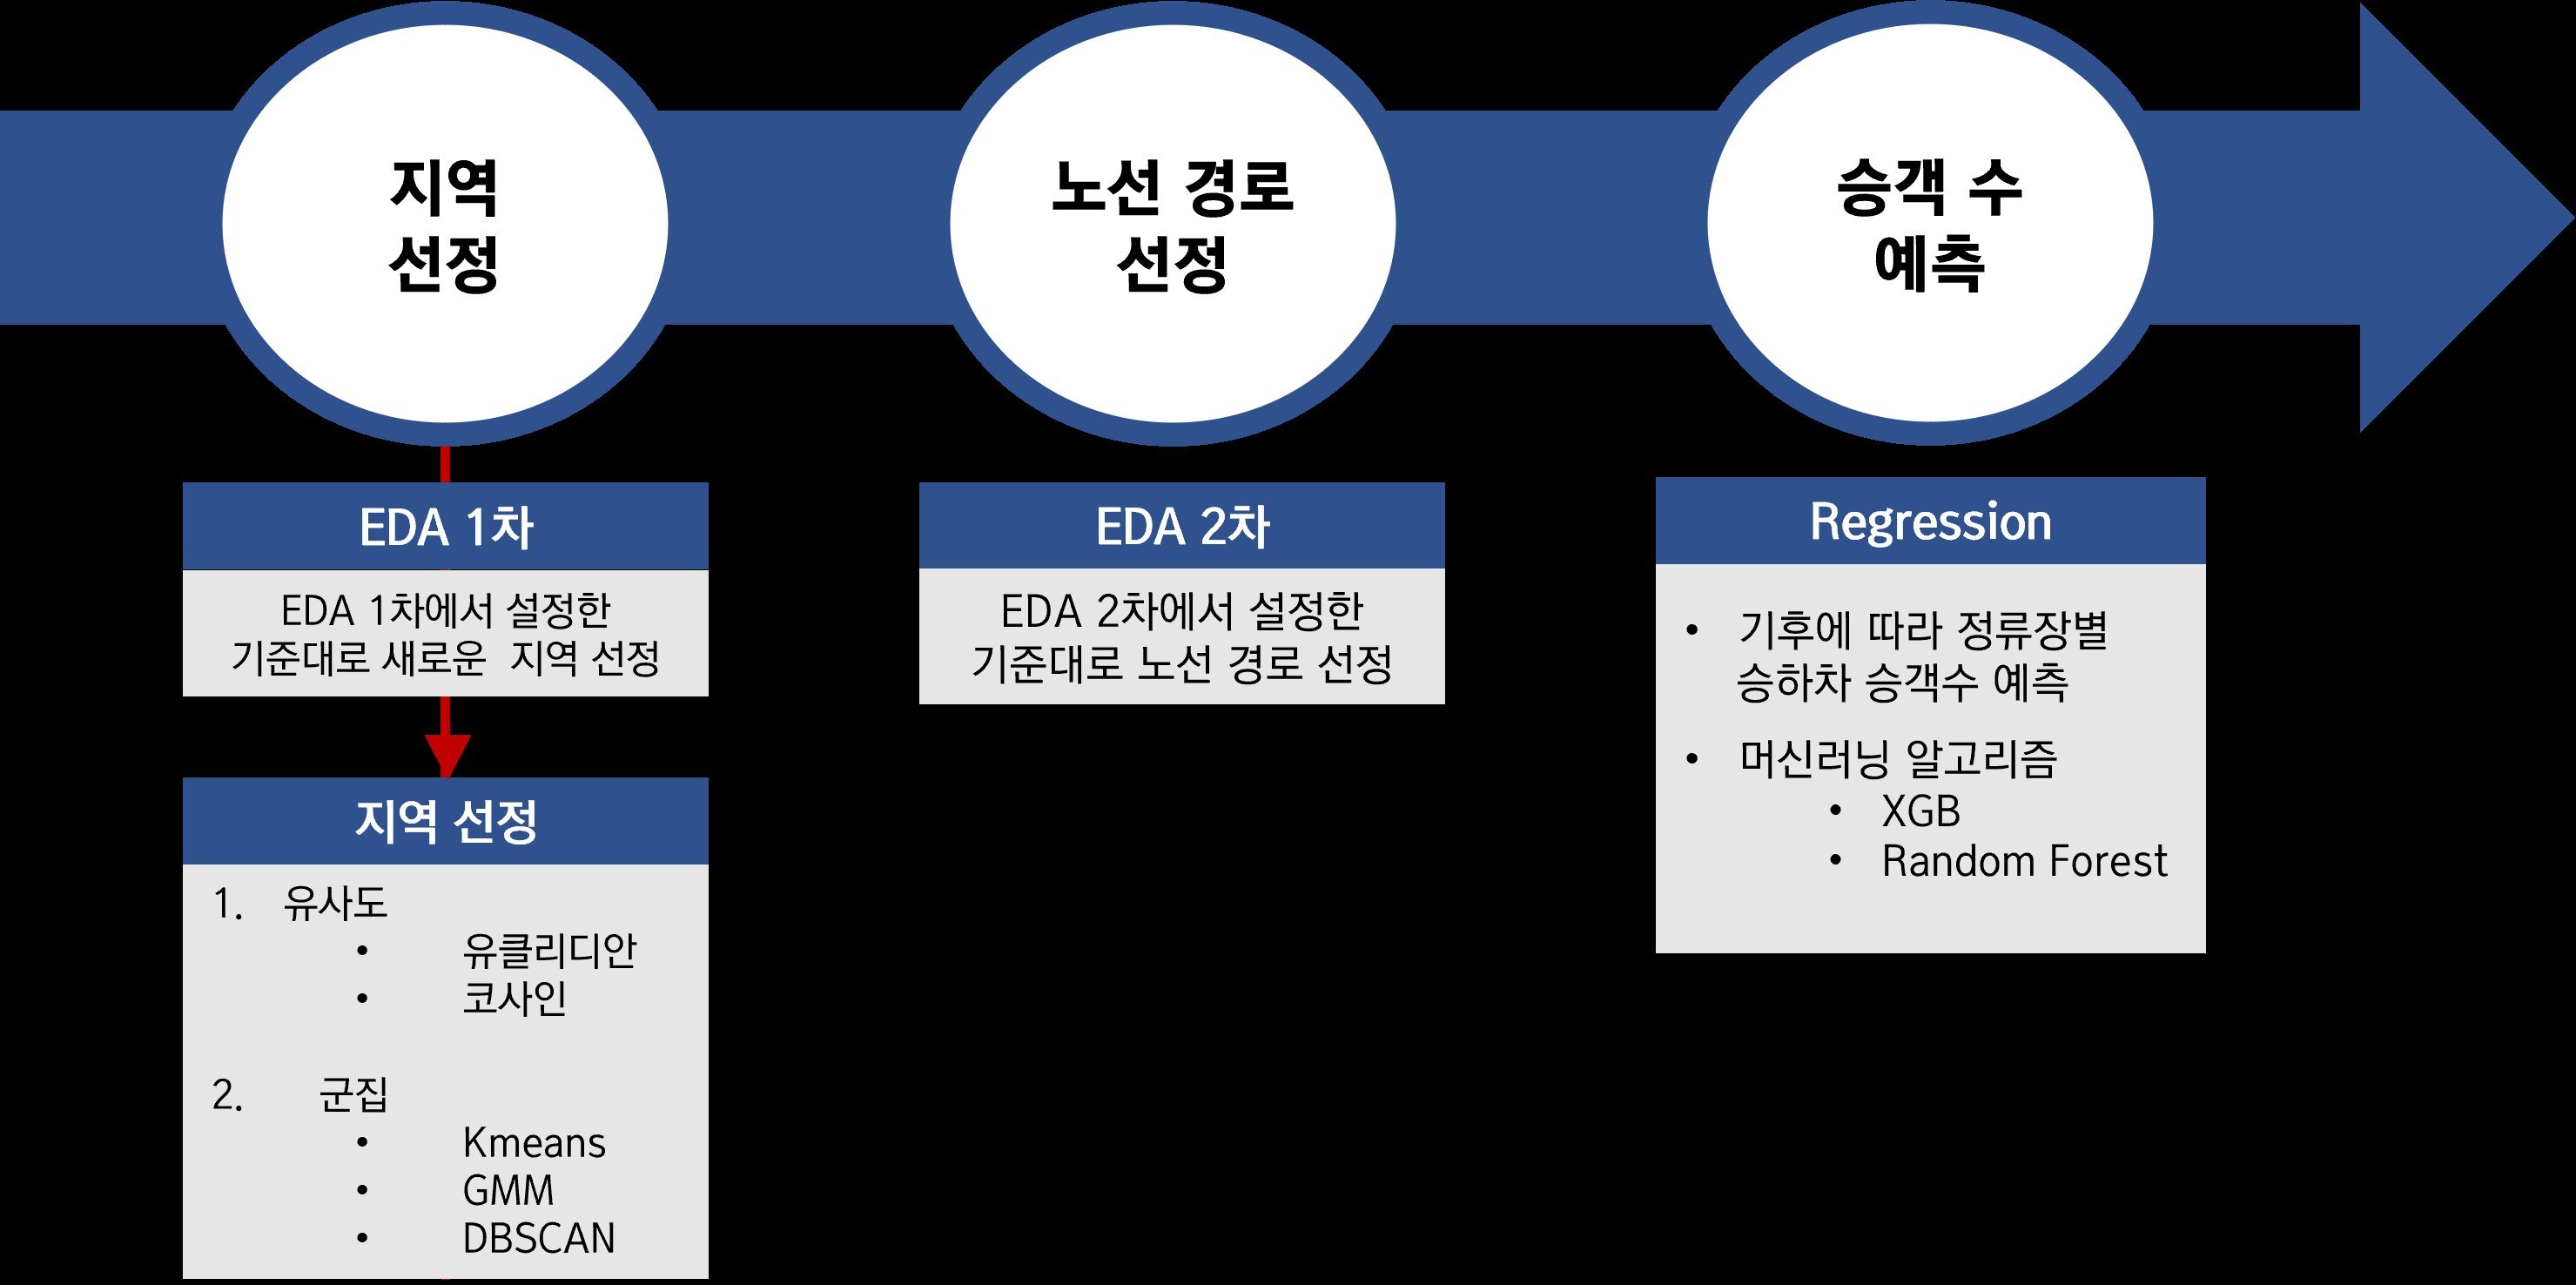 지역
선정
노선 경로
선정
승객 수
예측
EDA 1차
EDA 1차에서 설정한
기준대로 새로운 지역 선정
지역 선정
1. 유사도
• 유클리디안
• 코사인
2. 군집
• Kmeans
• GMM
• DBSCAN
EDA 2차
EDA 2차에서 설정한
기준대로 노선 경로 선정
Regression
• 기후에 따라 정류장별
승하차 승객수 예측
• 머신러닝 알고리즘
• XGB
• Random Forest